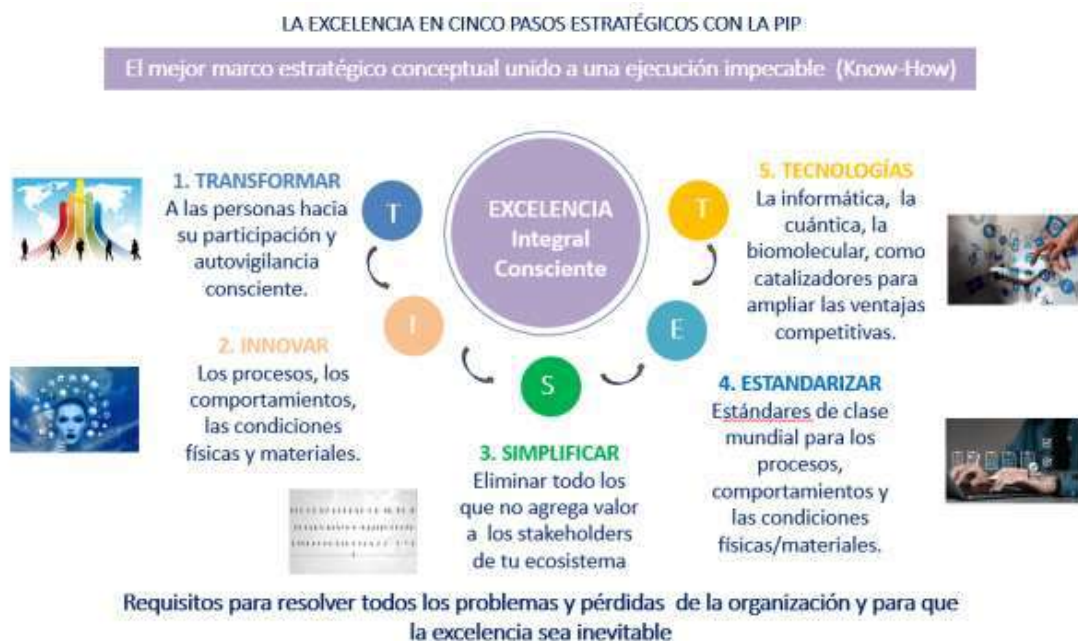 LA EXCELENCIA EN CINCO PASOS ESTRATÉGICOS CON LA PIP
El mejor marco estratégico conceptual unido a una ejecución impecable (Know-How)
1. TRANSFORMAR
A las personas hacia
su participación y
autovigilancia
consciente.
T
EXCELENCIA
Integral
Consciente
T
5. TECNOLOGÍAS
La informática, la
cuántica, la
biomolecular, como
catalizadores para
ampliar las ventajas
competitivas.
I
E
S
2. INNOVAR
Los procesos, los
comportamientos,
las condiciones
físicas y materiales.
3. SIMPLIFICAR
Eliminar todo los
que no agrega valor
a los stakeholders
de tu ecosistema
4. ESTANDARIZAR
Estándares de clase
mundial para los
procesos,
comportamientos y
las condiciones
físicas/materiales.
Requisitos para resolver todos los problemas y pérdidas de la organización y para que
la excelencia sea inevitable